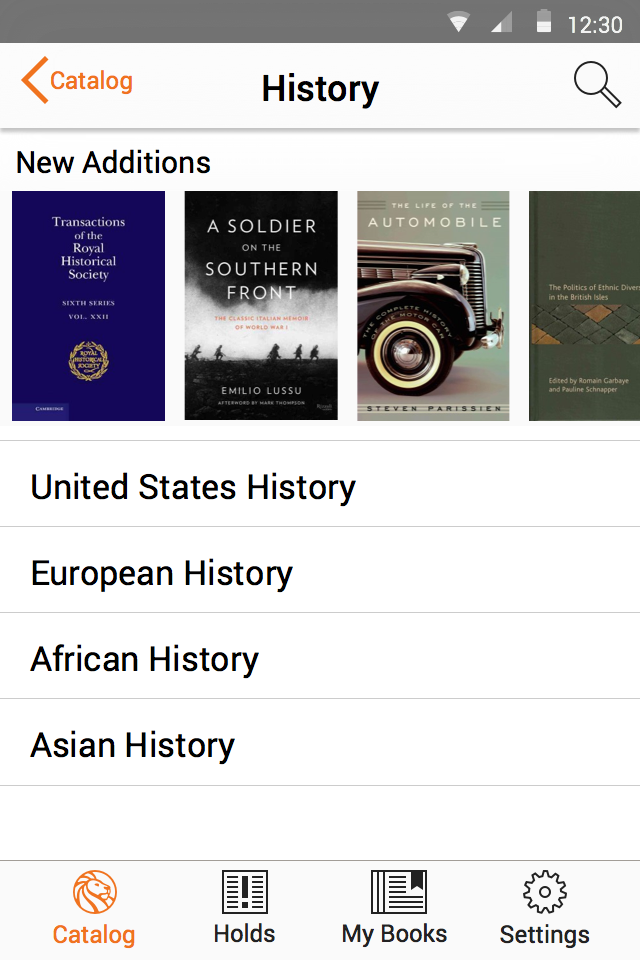 12:30
Catalog
History
New Additions
Transactions
of the
Royal
Historical
Society
SIXTH SERIES
VOL. XXII
ROYAL
HISTORICAL
SOCIETY
CAMBRIDGE
A SOLDIER
ON THE
SOUTHERN
FRONT
THE CLASSIC ITALIAN MEMOIR
OF WORLD WAR I
EMILIO LUSSU
AFTERWORD BY MARK THOMPSON
THE LIFE OF THE
AUTOMOBILE
THE COMPLETE HISTORY
OF THE MOTOR CAR
STEVEN PARISSIEN
The Politics of Ethnic Divers
in the British Isles
Edited by Romain Garbaye
and Pauline Schnapper
United States History
European History
African History
Asian History
Catalog
Holds
My Books
Settings